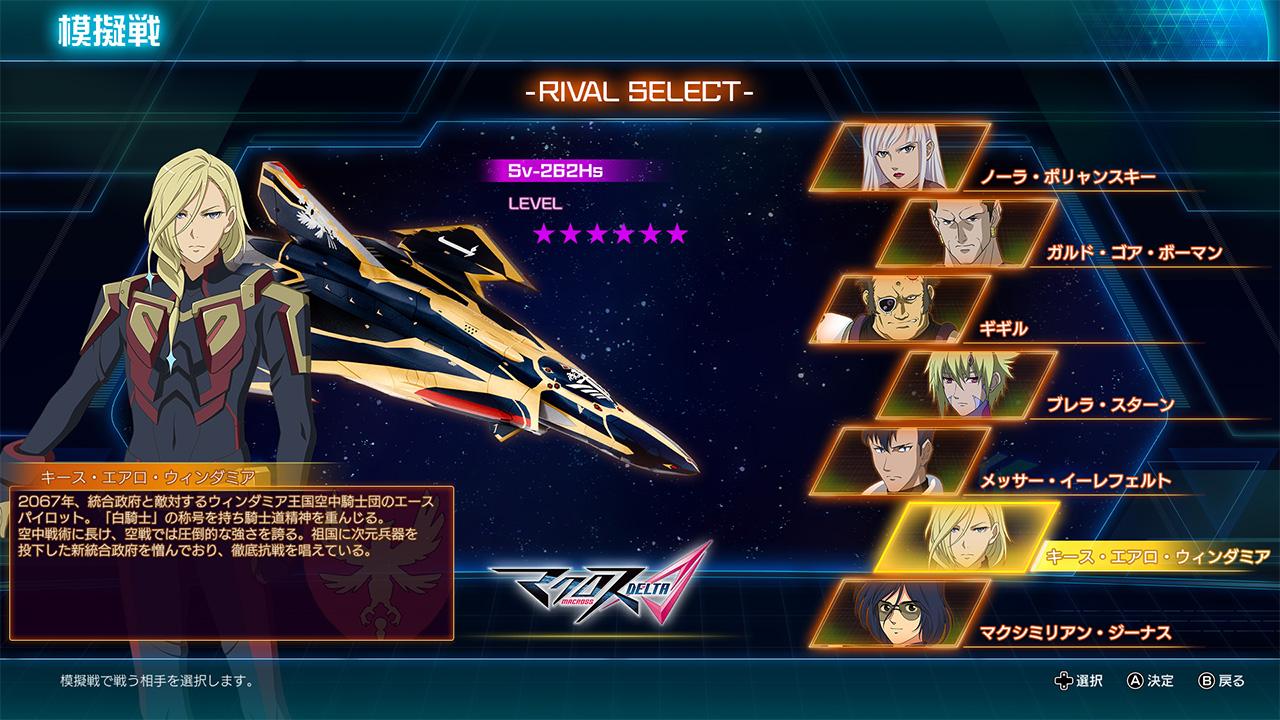 模擬戦
-RIVAL SELECT-
Sv-262Hs
LEVEL
ノーラ・ポリャンスキー
ガルド・ゴア・ボーマン
ギギル
ブレラ・スターン
メッサー・イーレフェルト
キース・エアロ・ウィンダミア
マクシミリアン・ジーナス
キース・エアロ・ウィンダミア
2067年、統合政府と敵対するウィンダミア王国空中騎士団のエース
パイロット。「白騎士」の称号を持ち騎士道精神を重んじる。
空中戦術に長け、空戦では圧倒的な強さを誇る。祖国に次元兵器を
投下した新統合政府を憎んでおり、徹底抗戦を唱えている。
マクロス DELTA
MACROSS
模擬戦で戦う相手を選択します。
選択 A 決定 B 戻る